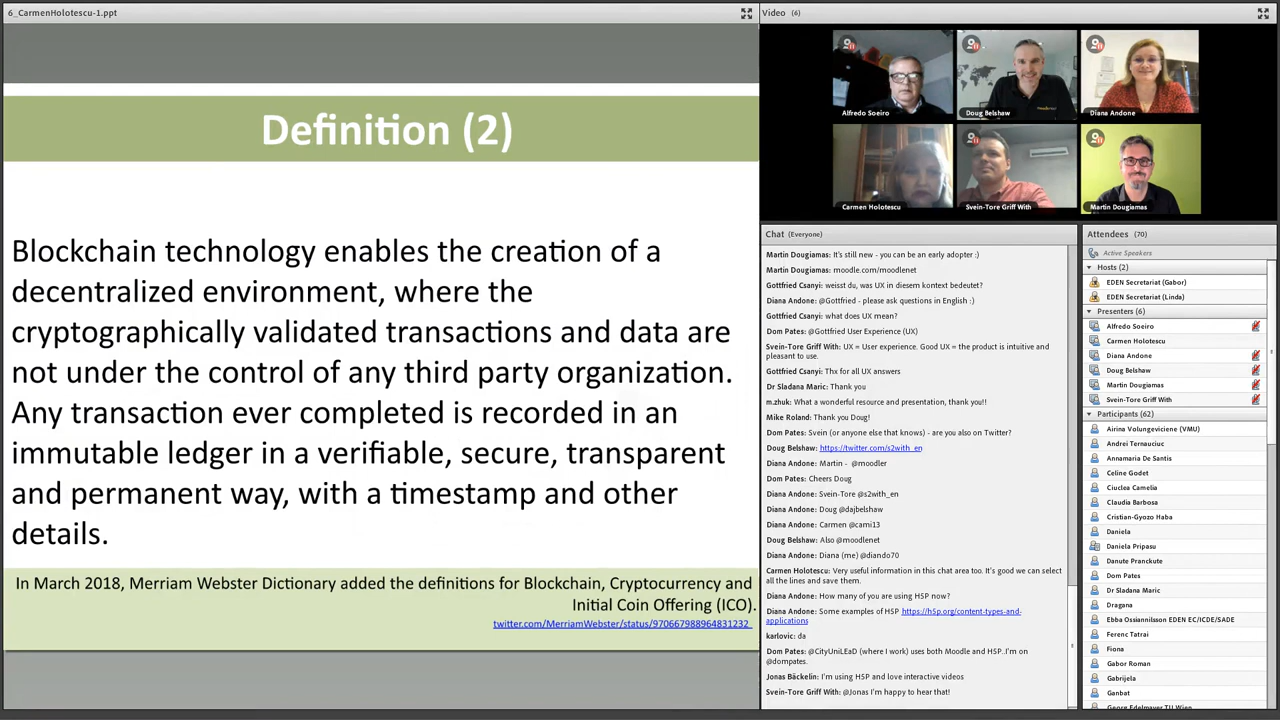 6_CarmenHolotescu-1.ppt
Definition (2)
Blockchain technology enables the creation of a
decentralized environment, where the
cryptographically validated transactions and data are
not under the control of any third party organization.
Any transaction ever completed is recorded in an
immutable ledger in a verifiable, secure, transparent
and permanent way, with a timestamp and other
details.
In March 2018, Merriam Webster Dictionary added the definitions for Blockchain, Cryptocurrency and
Initial Coin Offering (ICO).
twitter.com/MerriamWebster/status/970667988964831232
Video (6)
Alfredo Soeiro
Doug Belshaw
Diana Andone
Carmen Holotescu
Svein-Tore Griff With
Martin Dougiamas
Chat (Everyone)
Martin Dougiamas: It's still new - you can be an early adopter :)
Martin Dougiamas: moodle.com/moodlenet
Gottfried Csanyi: weisst du, was UX in diesem kontext bedeutet?
Diana Andone: @Gottfried - please ask questions in English :)
Gottfried Csanyi: what does UX mean?
Dom Pates: @Gottfried User Experience (UX)
Svein-Tore Griff With: UX = User experience. Good UX = the product is intuitive and
pleasant to use.
Gottfried Csanyi: Thx for all UX answers
Dr Sladana Maric: Thank you
m.zhuk: What a wonderful resource and presentation, thank you!!
Mike Roland: Thank you Doug!
Dom Pates: Svein (or anyone else that knows) - are you also on Twitter?
Doug Belshaw: https://twitter.com/s2with_en
Diana Andone: Martin - @moodler
Dom Pates: Cheers Doug
Diana Andone: Svein-Tore @s2with_en
Diana Andone: Doug @dajbelshaw
Diana Andone: Carmen @cami13
Doug Belshaw: Also @moodlenet
Diana Andone: Diana (me) @diando70
Carmen Holotescu: Very useful information in this chat area too. It's good we can select
all the lines and save them.
Diana Andone: How many of you are using H5P now?
Diana Andone: Some examples of H5P https://h5p.org/content-types-and-
applications
karlovic: da
Dom Pates: @CityUniLEaD (where I work) uses both Moodle and H5P..I'm on
@dompates.
Jonas Bäckelin: I'm using H5P and love interactive videos
Svein-Tore Griff With: @Jonas I'm happy to hear that!
Attendees (70)
Active Speakers
Hosts (2)
EDEN Secretariat (Gabor)
EDEN Secretariat (Linda)
Presenters (6)
Alfredo Soeiro
Carmen Holotescu
Diana Andone
Doug Belshaw
Martin Dougiamas
Svein-Tore Griff With
Participants (62)
Airina Volungeviciene (VMU)
Andrei Ternauciuc
Annamaria De Santis
Celine Godet
Ciuclea Camelia
Claudia Barbosa
Cristian-Gyozo Haba
Daniela
Daniela Pripasu
Danute Pranckute
Dom Pates
Dr Sladana Maric
Dragana
Ebba Ossiannilsson EDEN EC/ICDE/SADE
Ferenc Tatrai
Fiona
Gabor Roman
Gabrijela
Ganbat
Georg Edelmayer TU Wien